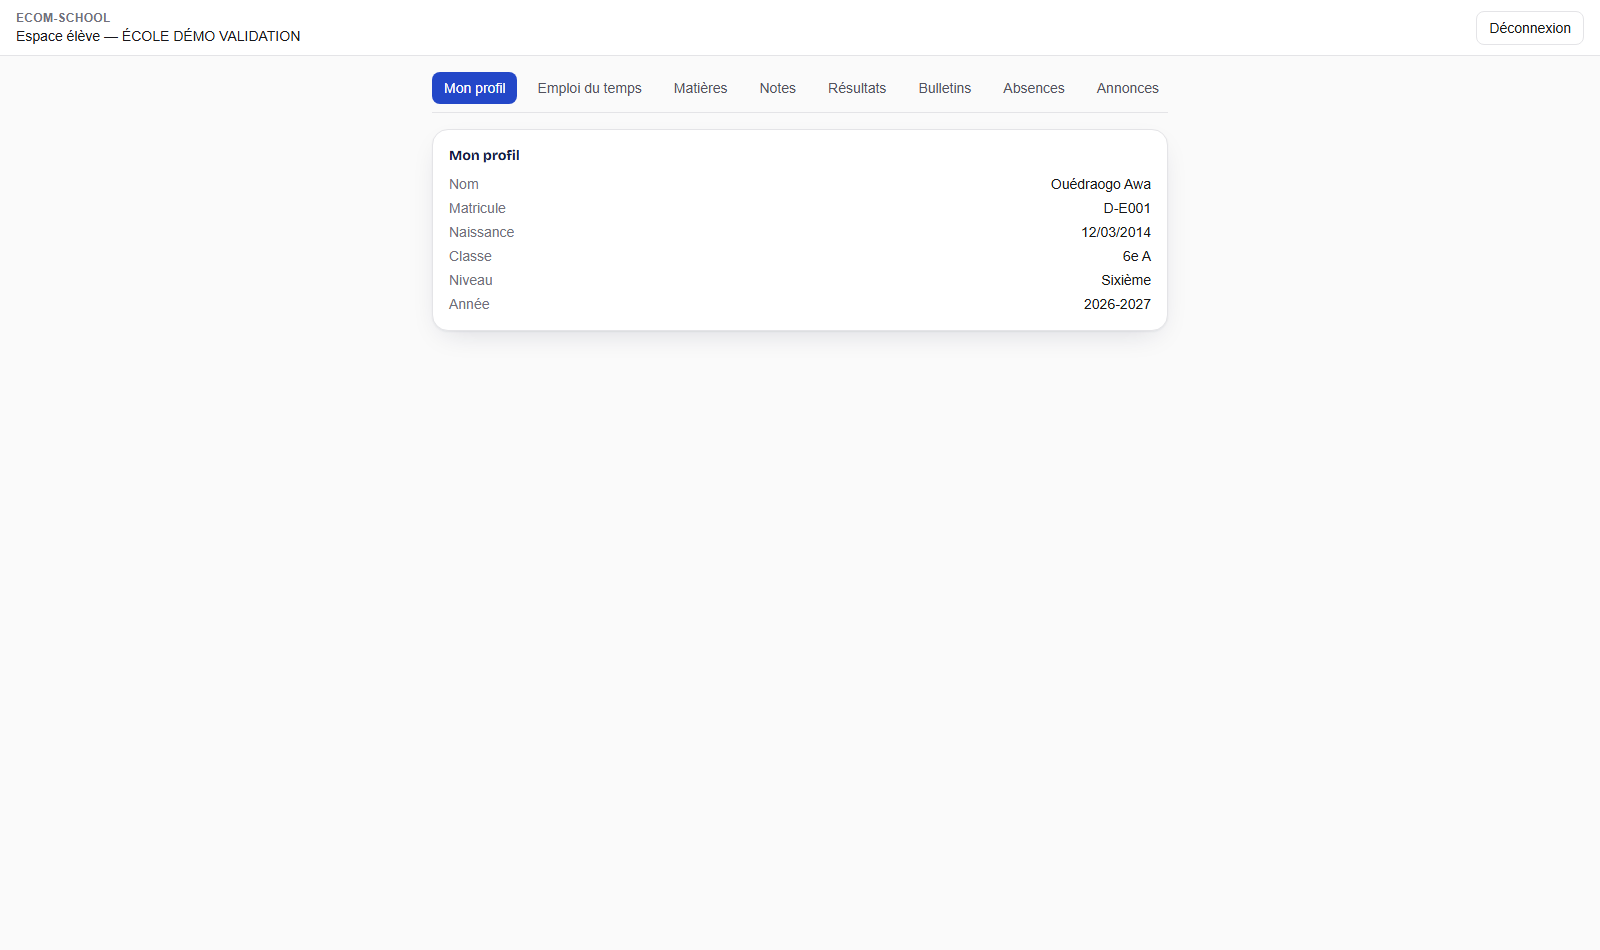 ECOM-SCHOOL
Espace élève — ÉCOLE DÉMO VALIDATION
Déconnexion
Mon profil Emploi du temps Matières Notes Résultats Bulletins Absences Annonces
Mon profil
Nom Ouédraogo Awa
Matricule D-E001
Naissance 12/03/2014
Classe 6e A
Niveau Sixième
Année 2026-2027